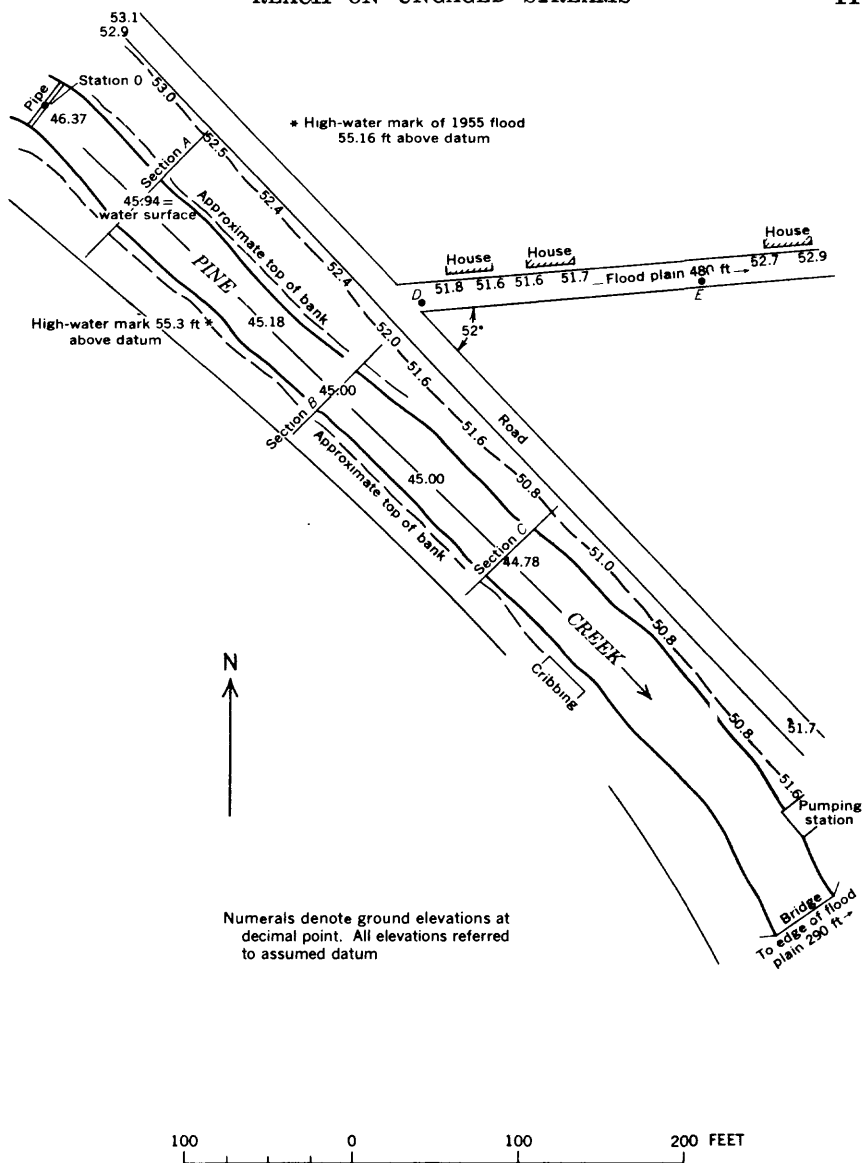 REACH ON UNGAGED STREAMS
53.1
52.9
Station 0
Pipe
46.37
53.0
* High-water mark of 1955 flood
55.16 ft above datum
52.5
Section A
45.94 =
water surface
52.4
Approximate top of bank
52.4
PINE
House
House
House
51.8 51.6 51.6 51.7 Flood plain 480 ft → 52.7 52.9
D
E
52°
High-water mark 55.3 ft *
above datum
45.18
52.0
51.6
Section B
45.00
Road
51.6
Approximate top of bank
45.00
50.8
Section C
44.78
51.0
CREEK
50.8
N
Cribbing
50.8
51.7
51.6
Pumping
station
Bridge
To edge of flood
plain 290 ft →
Numerals denote ground elevations at
decimal point. All elevations referred
to assumed datum
100 0 100 200 FEET